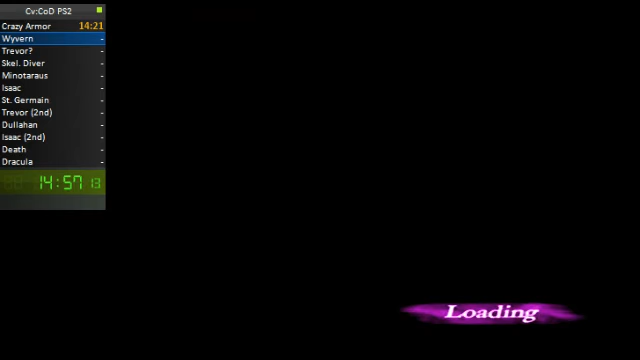 Cv:CoD PS2
Crazy Armor 14:21
Wyvern -
Trevor? -
Skel. Diver -
Minotaraus -
Isaac -
St. Germain -
Trevor (2nd) -
Dullahan -
Isaac (2nd) -
Death -
Dracula -
14:57 13
Loading